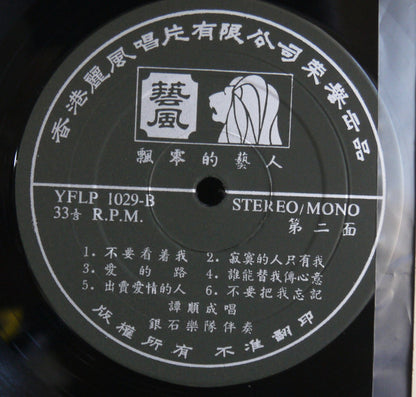 香港麗風唱片有限公司榮譽出品
藝風
飄零的藝人
YFLP 1029-B
STEREO/MONO
33⅓ R.P.M.
第二面
1. 不要看着我
2. 寂寞的人只有我
3. 愛的路
4. 誰能替我傳心意
5. 出賣愛情的人
6. 不要把我忘記
譚順成唱
銀石樂隊伴奏
版權所有 不准翻印